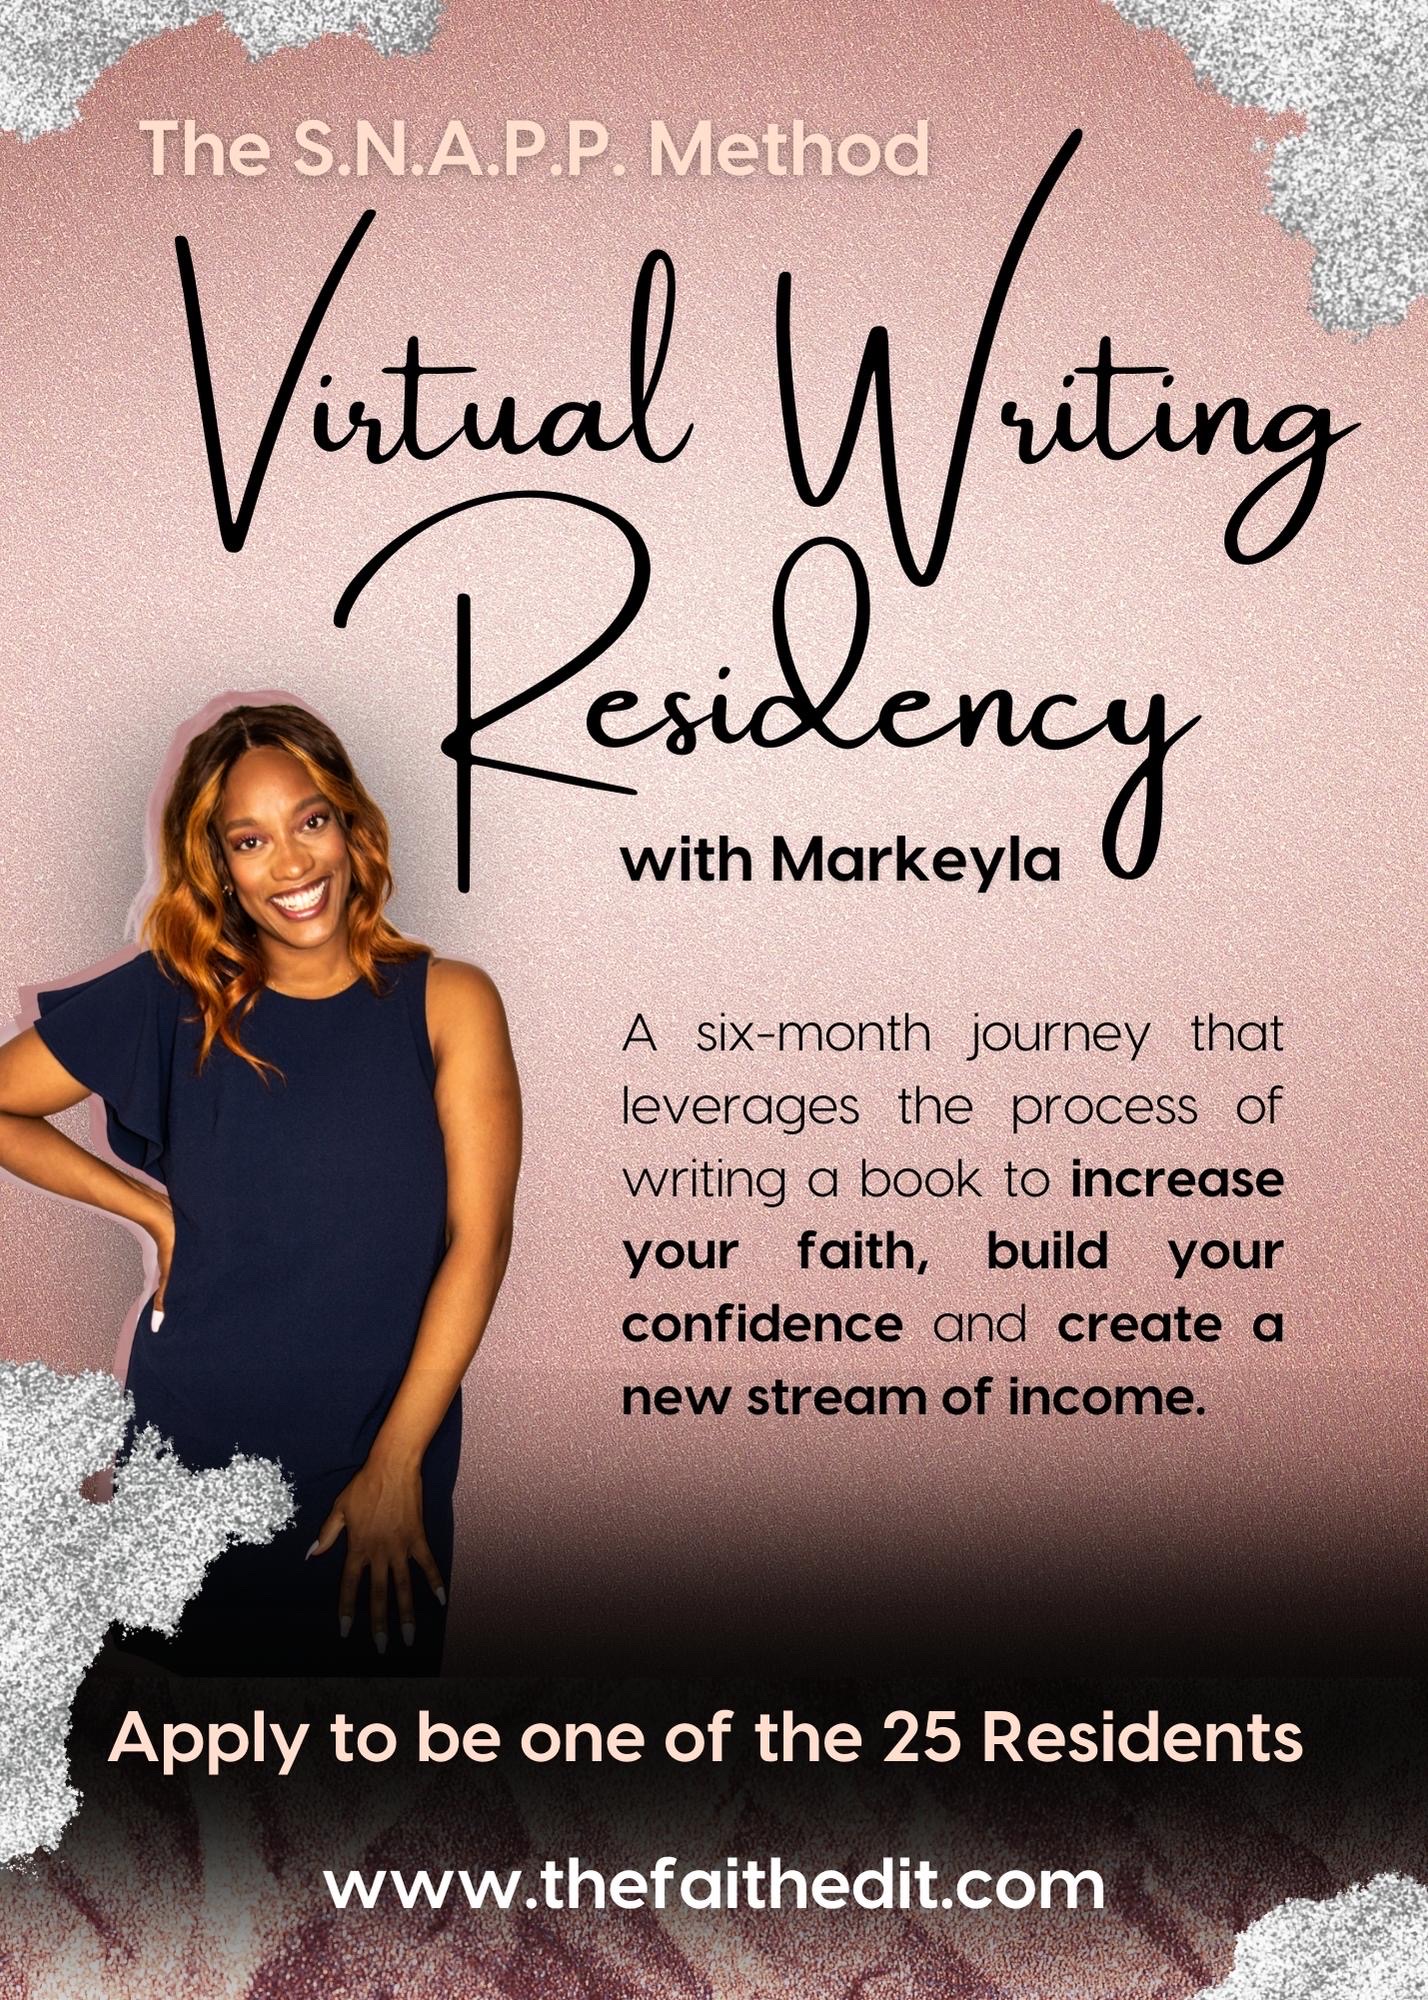 The S.N.A.P.P. Method
Virtual Writing
Residency
with Markeyla
A six-month journey that
leverages the process of
writing a book to increase
your faith, build your
confidence and create a
new stream of income.
Apply to be one of the 25 Residents
www.thefaithedit.com